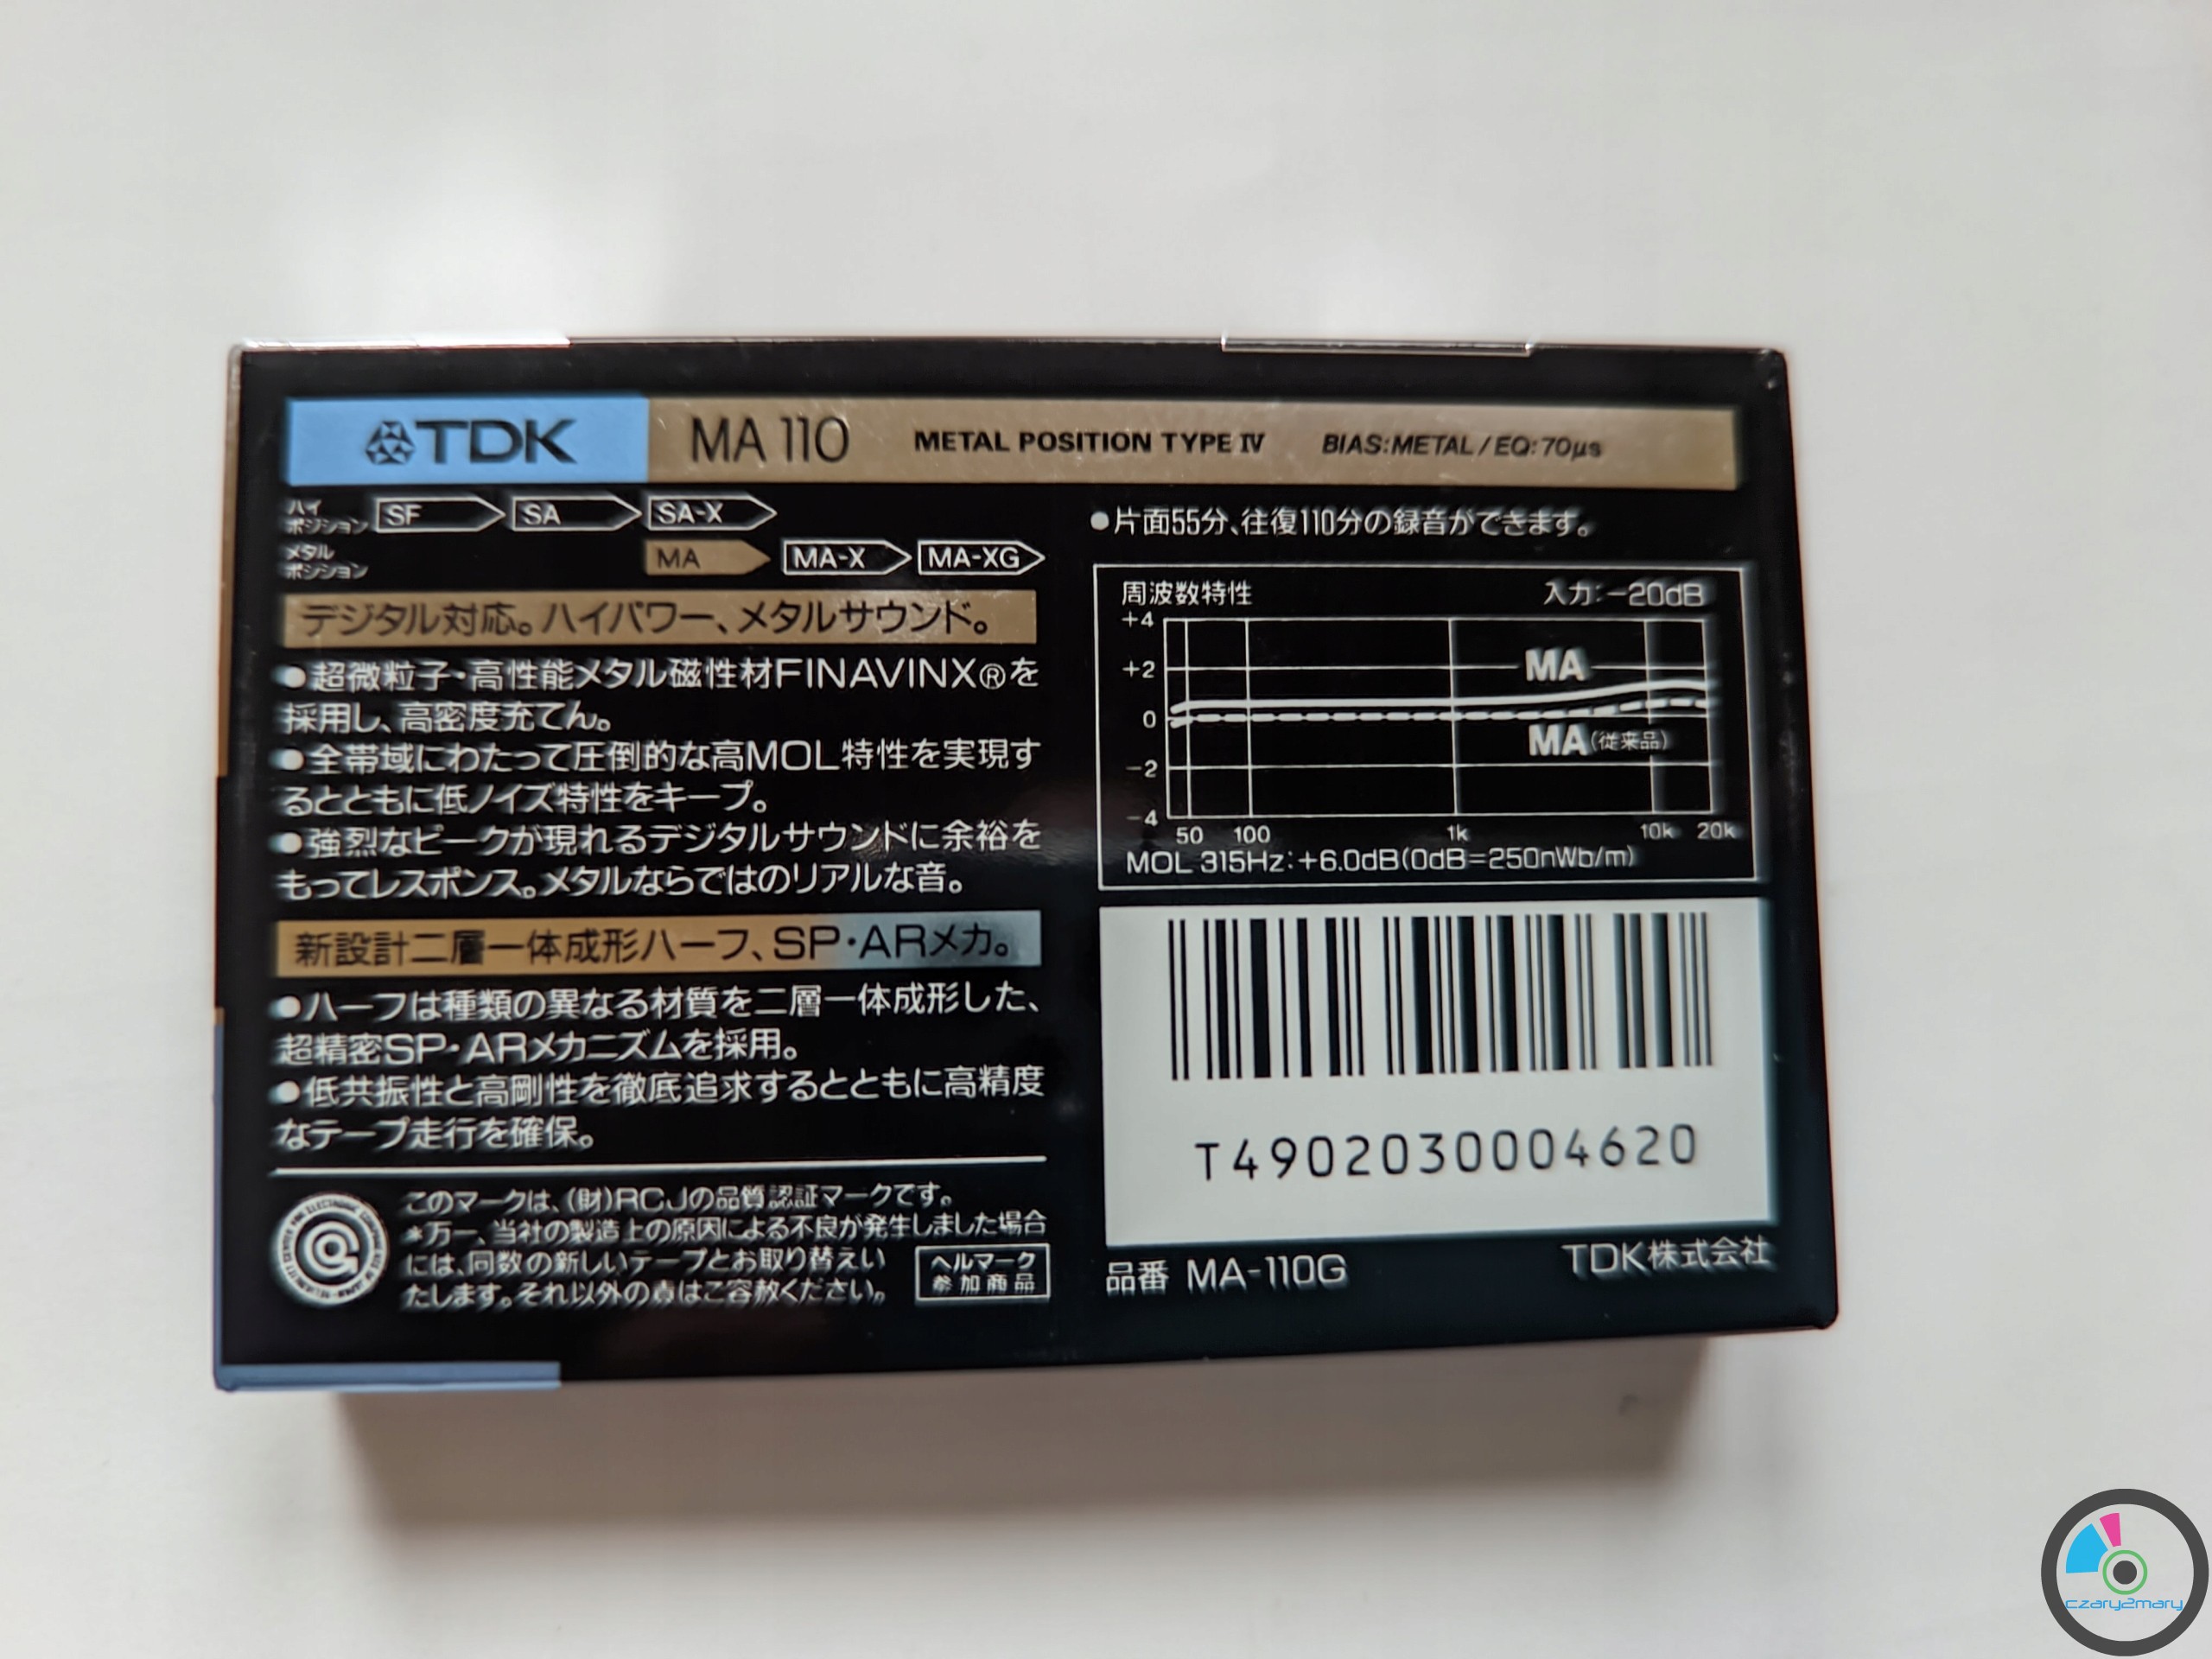 TDK MA 110 METAL POSITION TYPE IV BIAS:METAL/EQ:70µs
ハイポジション SF SA SA-X
メタルポジション MA MA-X MA-XG
デジタル対応。ハイパワー、メタルサウンド。
●超微粒子・高性能メタル磁性材FINAVINX®を
採用し、高密度充てん。
●全帯域にわたって圧倒的な高MOL特性を実現す
るとともに低ノイズ特性をキープ。
●強烈なピークが現れるデジタルサウンドに余裕を
もってレスポンス。メタルならではのリアルな音。
新設計二層一体成形ハーフ、SP・ARメカ。
●ハーフは種類の異なる材質を二層一体成形した、
超精密SP・ARメカニズムを採用。
●低共振性と高剛性を徹底追求するとともに高精度
なテープ走行を確保。
このマークは、(財)RCJの品質認証マークです。
*万一、当社の製造上の原因による不良が発生しました場合
には、同数の新しいテープとお取り替えい
たします。それ以外の責はご容赦ください。
ベルマーク
参加商品
●片面55分、往復110分の録音ができます。
周波数特性 入力:-20dB
+4
+2
0
-2
-4
MA
MA(従来品)
50 100 1k 10k 20k
MOL 315Hz:+6.0dB(0dB=250nWb/m)
T4902030004620
品番 MA-110G TDK株式会社
czary2mary